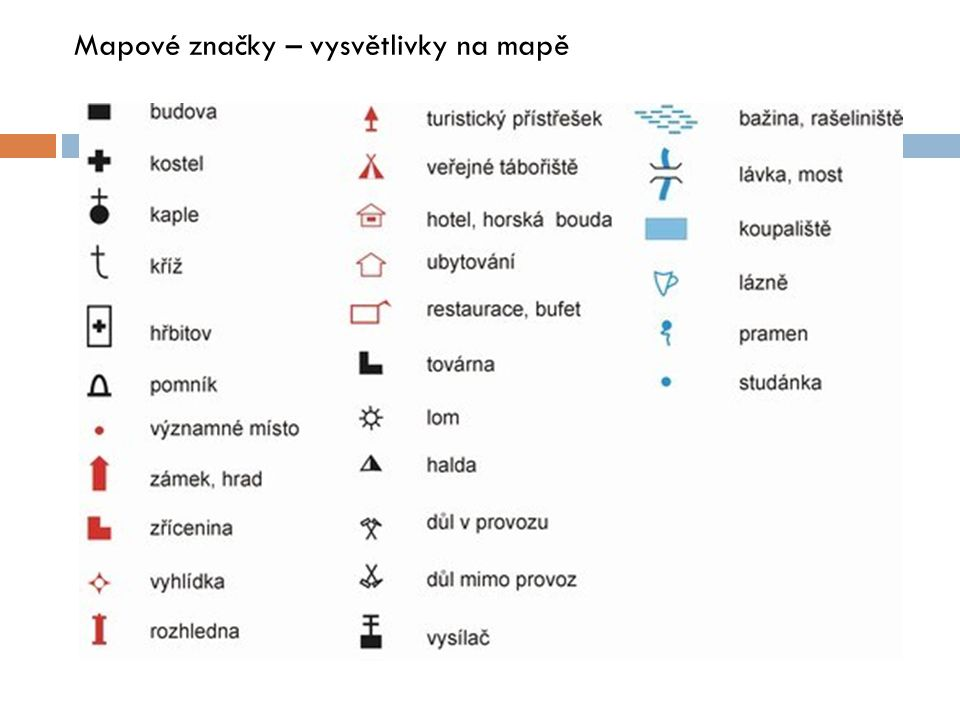 Mapové značky – vysvětlivky na mapě
budova
kostel
kaple
kříž
hřbitov
pomník
významné místo
zámek, hrad
zřícenina
vyhlídka
rozhledna
turistický přístřešek
veřejné tábořiště
hotel, horská bouda
ubytování
restaurace, bufet
továrna
lom
halda
důl v provozu
důl mimo provoz
vysílač
bažina, rašeliniště
lávka, most
koupaliště
lázně
pramen
studánka